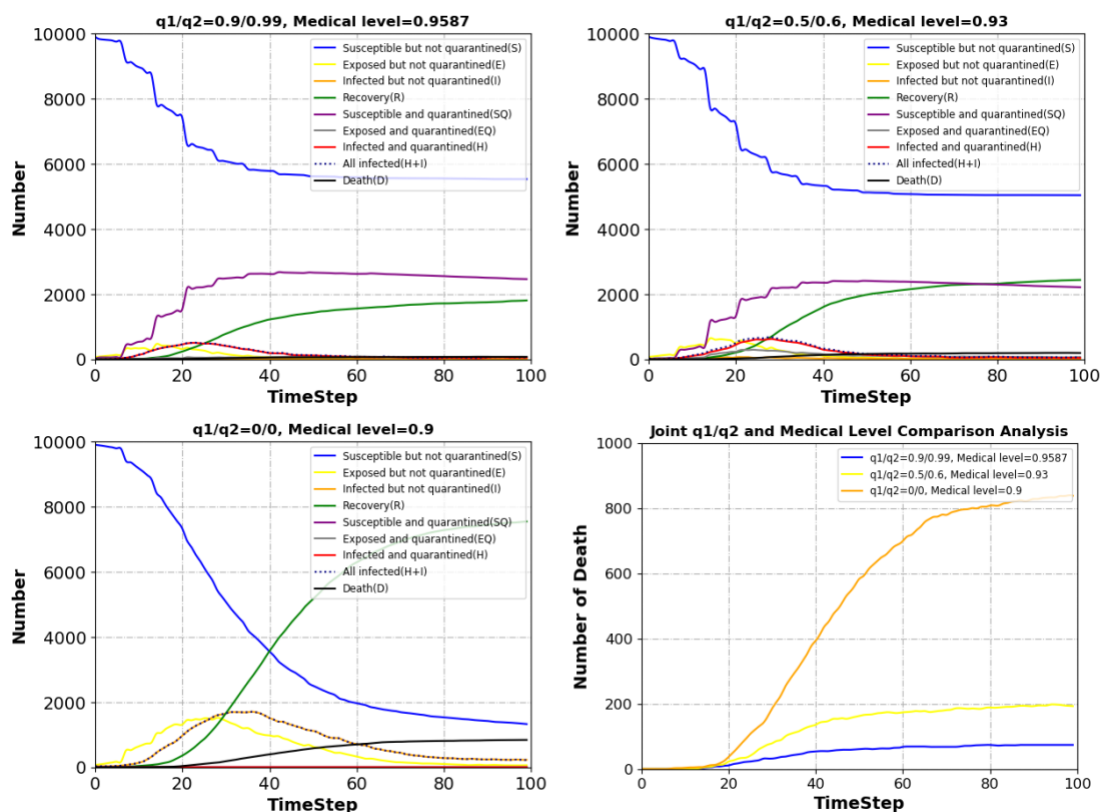 q1/q2=0.9/0.99, Medical level=0.9587
10000
8000
6000
4000
2000
0
Number
Susceptible but not quarantined(S)
Exposed but not quarantined(E)
Infected but not quarantined(I)
Recovery(R)
Susceptible and quarantined(SQ)
Exposed and quarantined(EQ)
Infected and quarantined(H)
All infected(H+I)
Death(D)
0 20 40 60 80 100
TimeStep
q1/q2=0.5/0.6, Medical level=0.93
10000
8000
6000
4000
2000
0
Number
Susceptible but not quarantined(S)
Exposed but not quarantined(E)
Infected but not quarantined(I)
Recovery(R)
Susceptible and quarantined(SQ)
Exposed and quarantined(EQ)
Infected and quarantined(H)
All infected(H+I)
Death(D)
0 20 40 60 80 100
TimeStep
q1/q2=0/0, Medical level=0.9
10000
8000
6000
4000
2000
0
Number
Susceptible but not quarantined(S)
Exposed but not quarantined(E)
Infected but not quarantined(I)
Recovery(R)
Susceptible and quarantined(SQ)
Exposed and quarantined(EQ)
Infected and quarantined(H)
All infected(H+I)
Death(D)
0 20 40 60 80 100
TimeStep
Joint q1/q2 and Medical Level Comparison Analysis
1000
800
600
400
200
0
Number of Death
q1/q2=0.9/0.99, Medical level=0.9587
q1/q2=0.5/0.6, Medical level=0.93
q1/q2=0/0, Medical level=0.9
0 20 40 60 80 100
TimeStep